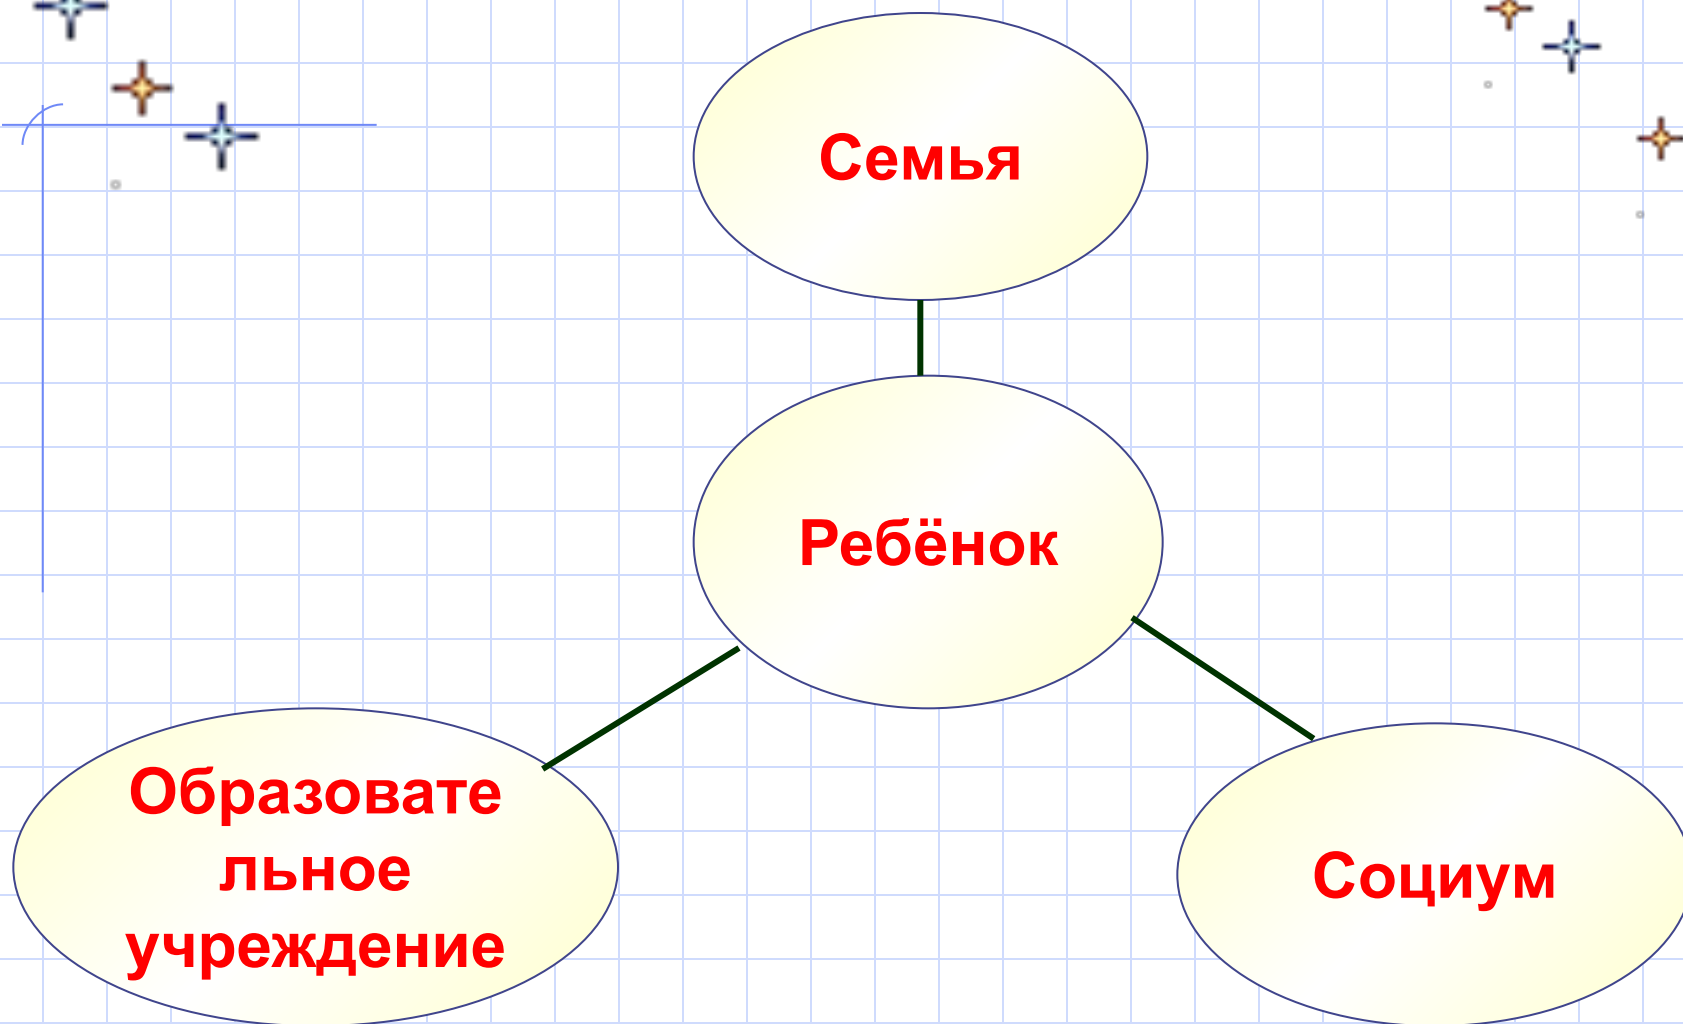 Семья
Ребёнок
Образовате
льное
учреждение
Социум